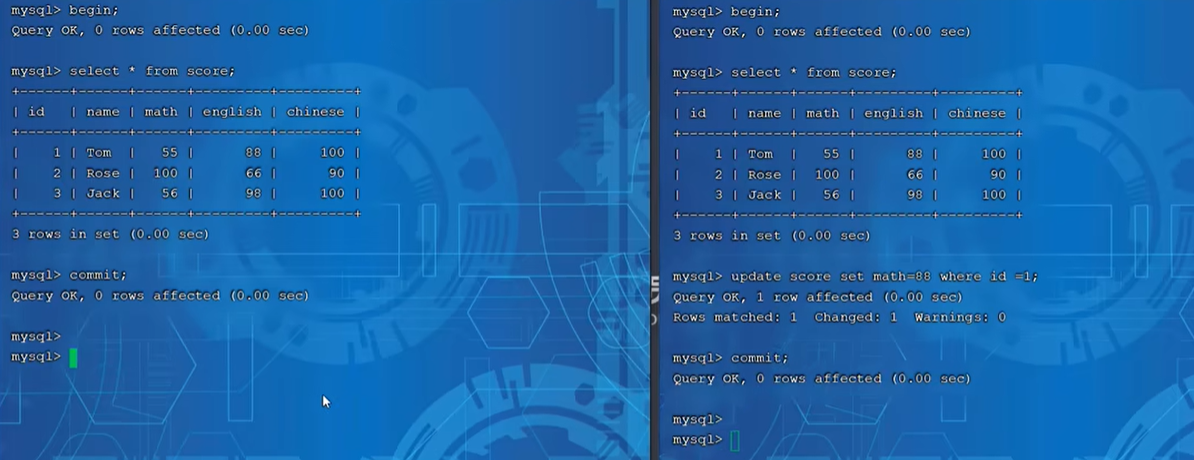 mysql> begin;
Query OK, 0 rows affected (0.00 sec)
mysql> select * from score;
+------+------+------+---------+---------+
| id   | name | math | english | chinese |
+------+------+------+---------+---------+
|    1 | Tom  |   55 |      88 |     100 |
|    2 | Rose |  100 |      66 |      90 |
|    3 | Jack |   56 |      98 |     100 |
+------+------+------+---------+---------+
3 rows in set (0.00 sec)
mysql> commit;
Query OK, 0 rows affected (0.00 sec)
mysql>
mysql>
mysql> begin;
Query OK, 0 rows affected (0.00 sec)
mysql> select * from score;
+------+------+------+---------+---------+
| id   | name | math | english | chinese |
+------+------+------+---------+---------+
|    1 | Tom  |   55 |      88 |     100 |
|    2 | Rose |  100 |      66 |      90 |
|    3 | Jack |   56 |      98 |     100 |
+------+------+------+---------+---------+
3 rows in set (0.00 sec)
mysql> update score set math=88 where id =1;
Query OK, 1 row affected (0.00 sec)
Rows matched: 1  Changed: 1  Warnings: 0
mysql> commit;
Query OK, 0 rows affected (0.00 sec)
mysql>
mysql>